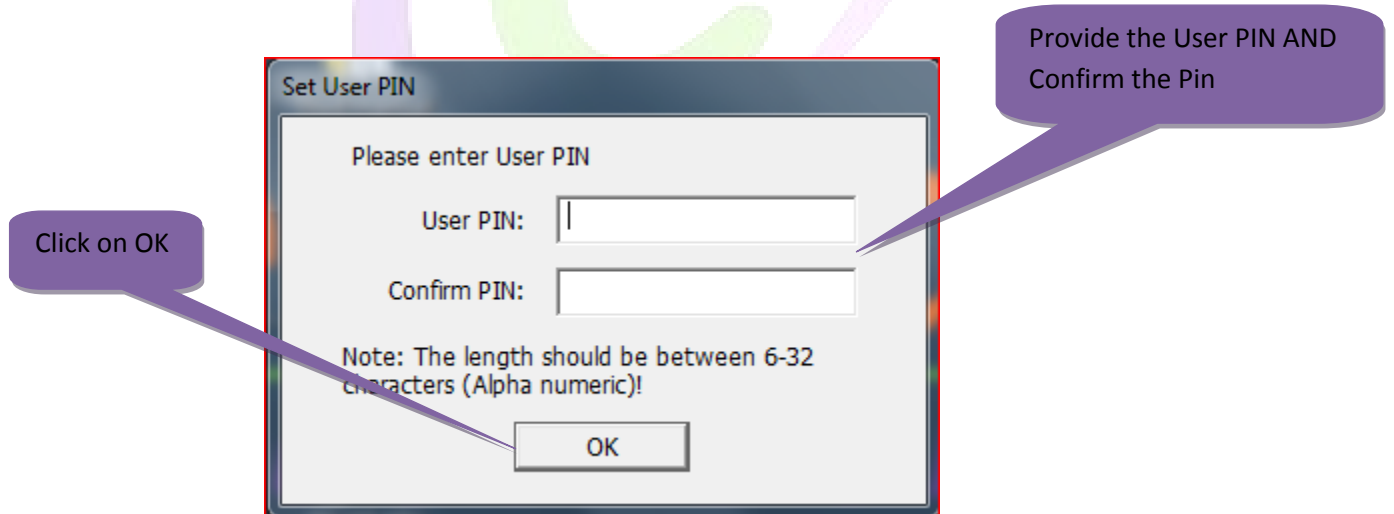 Provide the User PIN AND
Confirm the Pin
Set User PIN
Please enter User PIN
User PIN:
Click on OK
Confirm PIN:
Note: The length should be between 6-32
characters (Alpha numeric)!
OK